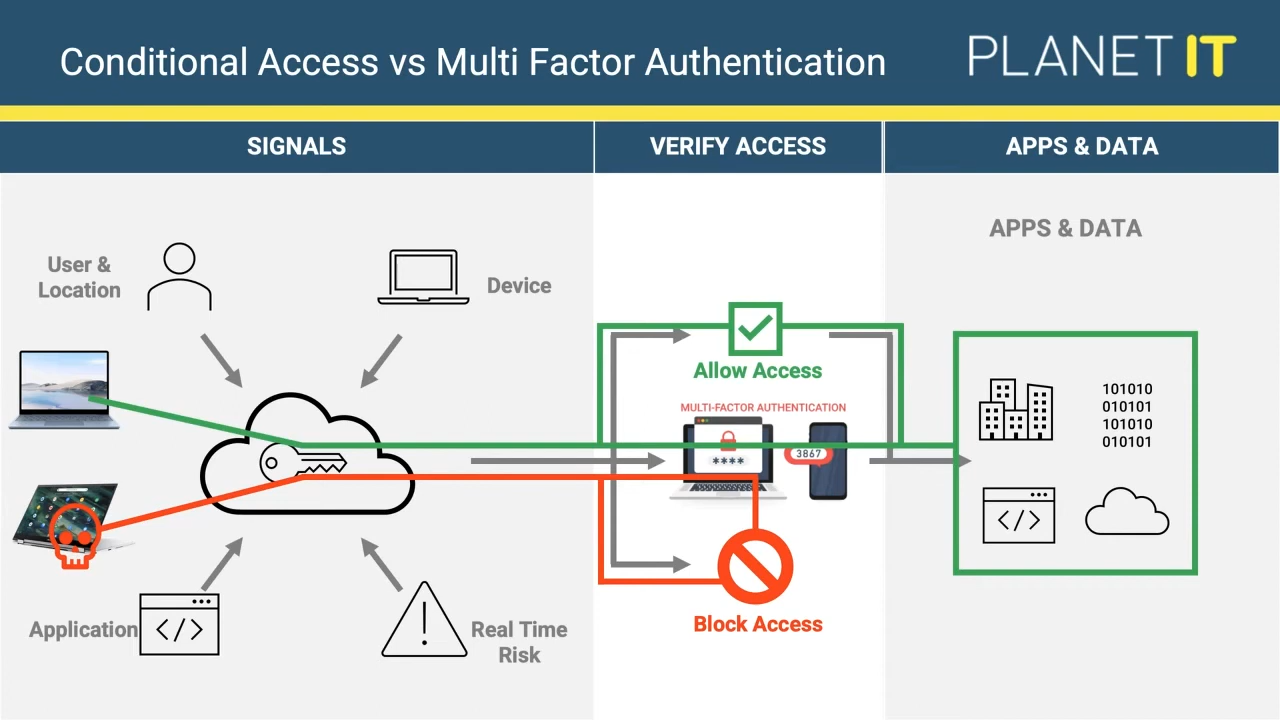 Conditional Access vs Multi Factor Authentication
PLANET IT
SIGNALS
VERIFY ACCESS
APPS & DATA
User &
Location
Device
Application
</>
Real Time
Risk
!
Allow Access
MULTI-FACTOR AUTHENTICATION
****
3867
Block Access
APPS & DATA
101010
010101
101010
010101
</>